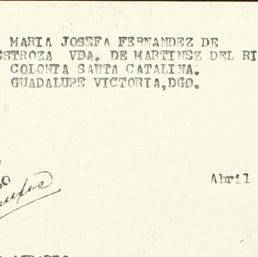 MARIA JOSEFA FERNANDEZ DE
ESTROZA VDA. DE MARTINEZ DEL RI
COLONIA SANTA CATALINA.
GUADALUPE VICTORIA,DGO.
Abril